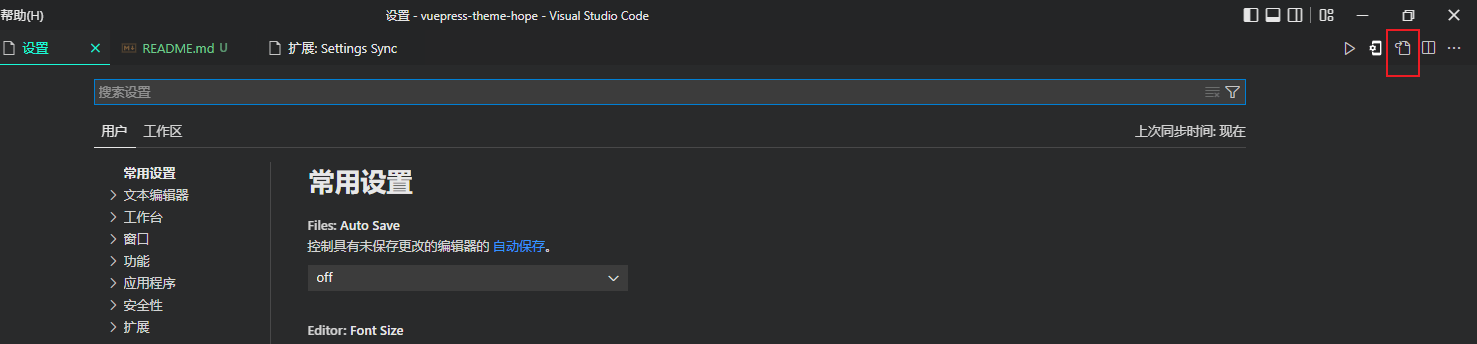 帮助(H)
设置 - vuepress-theme-hope - Visual Studio Code
设置
README.md U
扩展: Settings Sync
搜索设置
用户 工作区
上次同步时间: 现在
常用设置
文本编辑器
工作台
窗口
功能
应用程序
安全性
扩展
常用设置
Files: Auto Save
控制具有未保存更改的编辑器的 自动保存。
off
Editor: Font Size